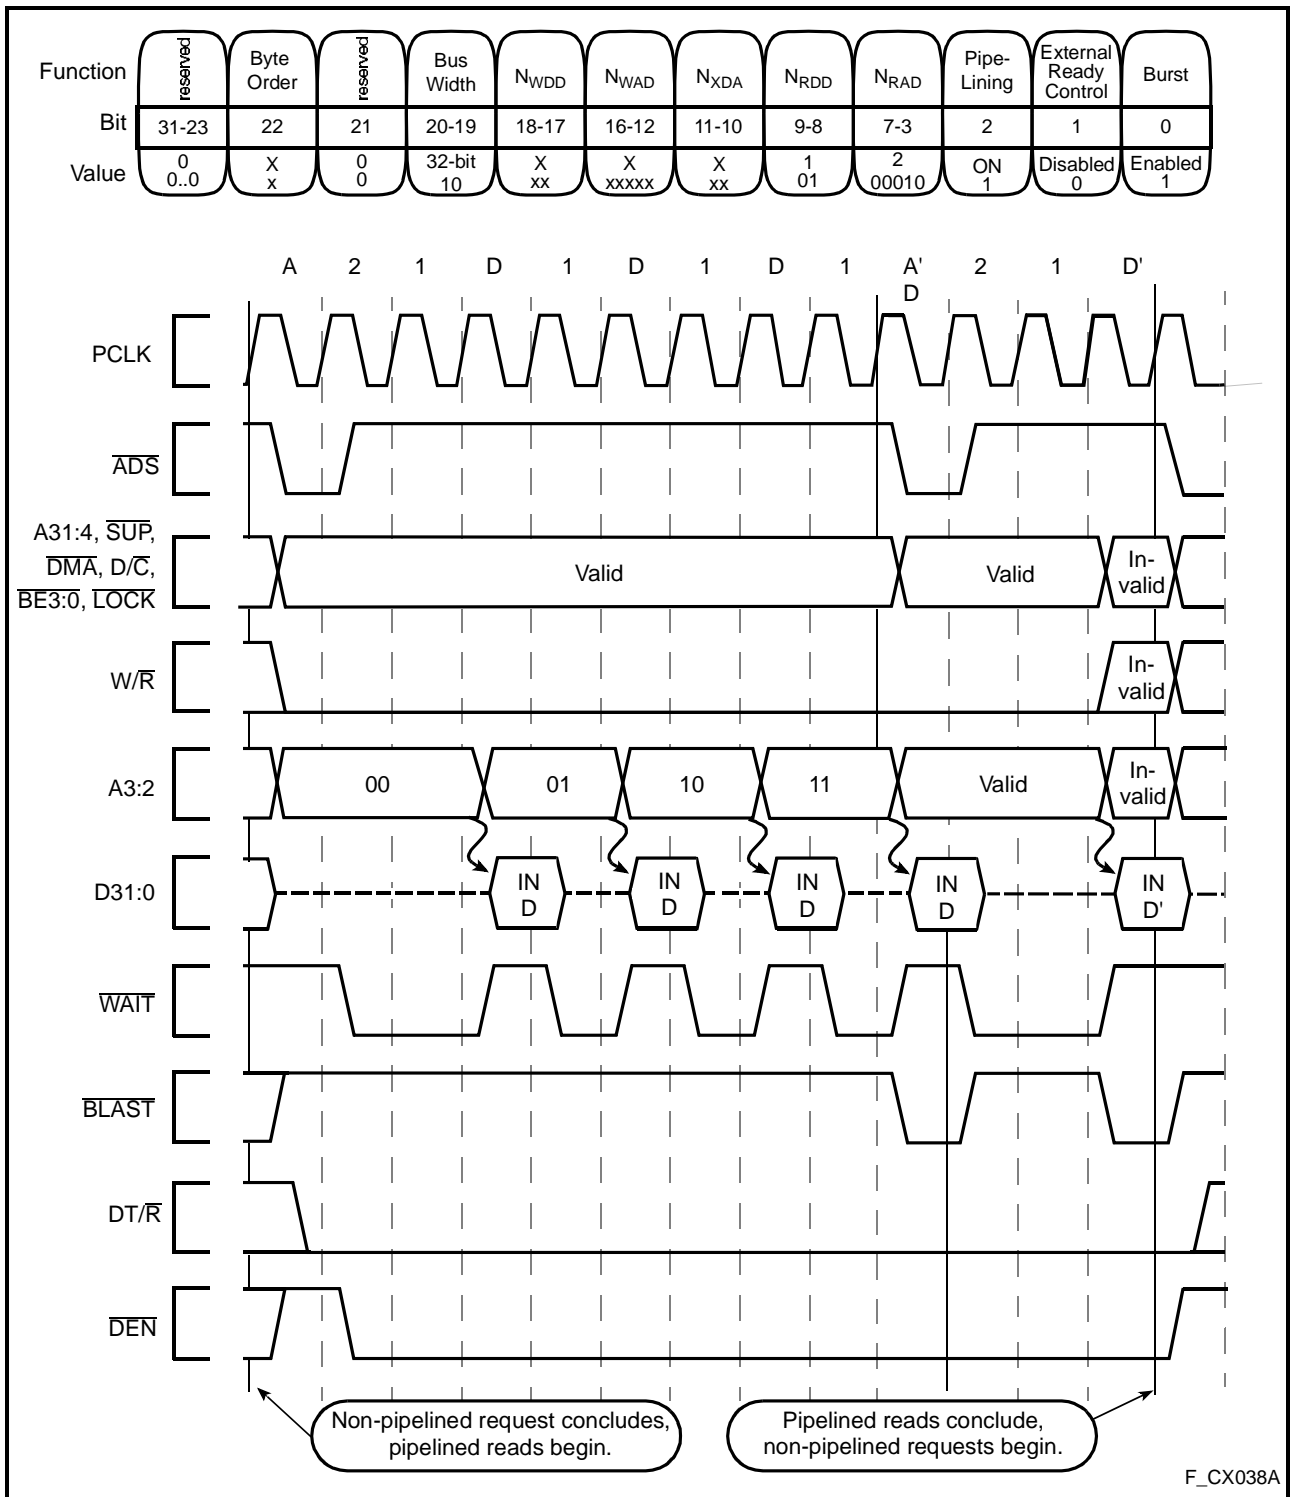 Function reserved Byte Order reserved Bus Width NWDD NWAD NXDA NRDD NRAD Pipe-Lining External Ready Control Burst
Bit 31-23 22 21 20-19 18-17 16-12 11-10 9-8 7-3 2 1 0
Value 0 X 0 32-bit X X X 1 2 ON Disabled Enabled
0..0 x 0 10 xx xxxxx xx 01 00010 1 0 1
A 2 1 D 1 D 1 D 1 A' 2 1 D'
D
PCLK
ADS
A31:4, SUP,
DMA, D/C,
BE3:0, LOCK
Valid Valid In-valid
W/R In-valid
A3:2 00 01 10 11 Valid In-valid
D31:0 IN D IN D IN D IN D IN D'
WAIT
BLAST
DT/R
DEN
Non-pipelined request concludes,
pipelined reads begin.
Pipelined reads conclude,
non-pipelined requests begin.
F_CX038A